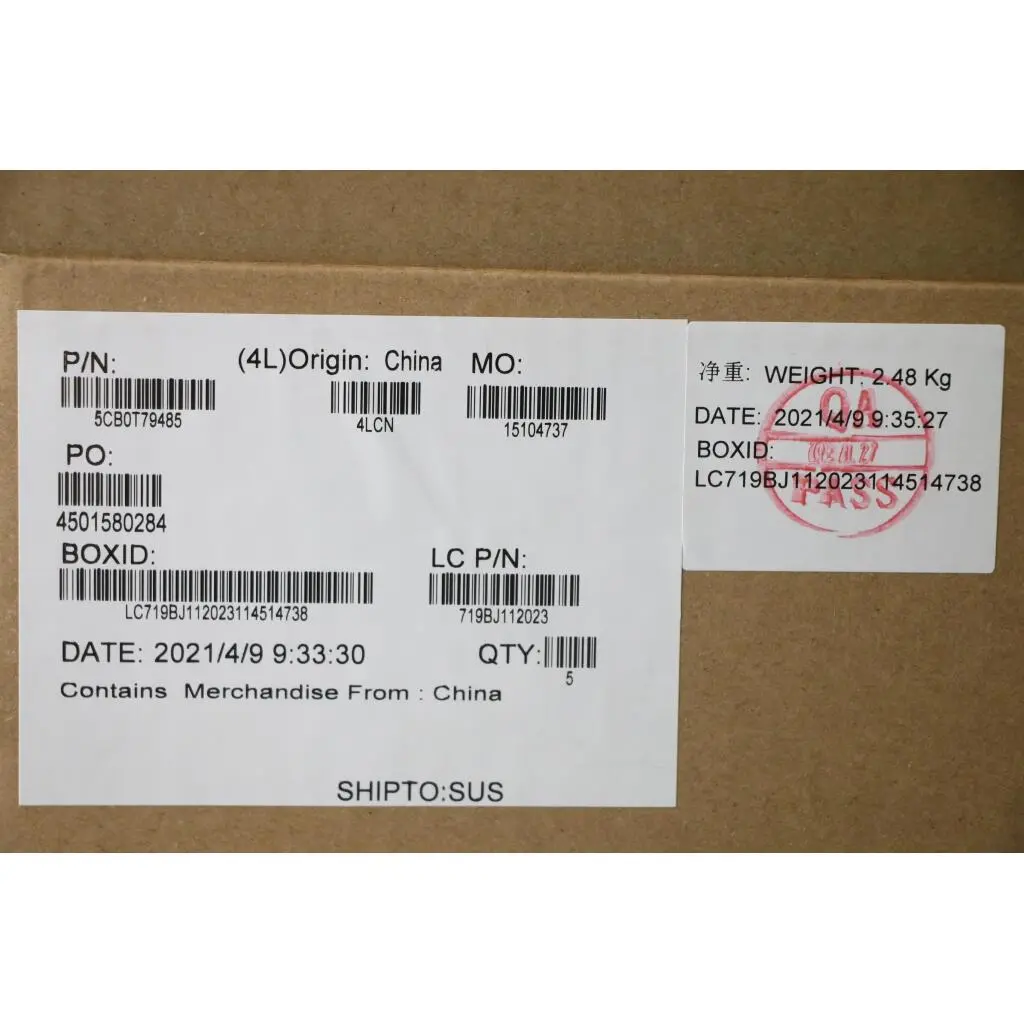 P/N: (4L)Origin: China MO:
5CB0T79485 4LCN 15104737
PO:
4501580284
BOXID: LC P/N:
LC719BJ112023114514738 719BJ112023
DATE: 2021/4/9 9:33:30 QTY:
5
Contains Merchandise From : China
SHIPTO:SUS
净重: WEIGHT: 2.48 Kg
DATE: 2021/4/9 9:35:27
BOXID:
LC719BJ112023114514738
QA
PASS